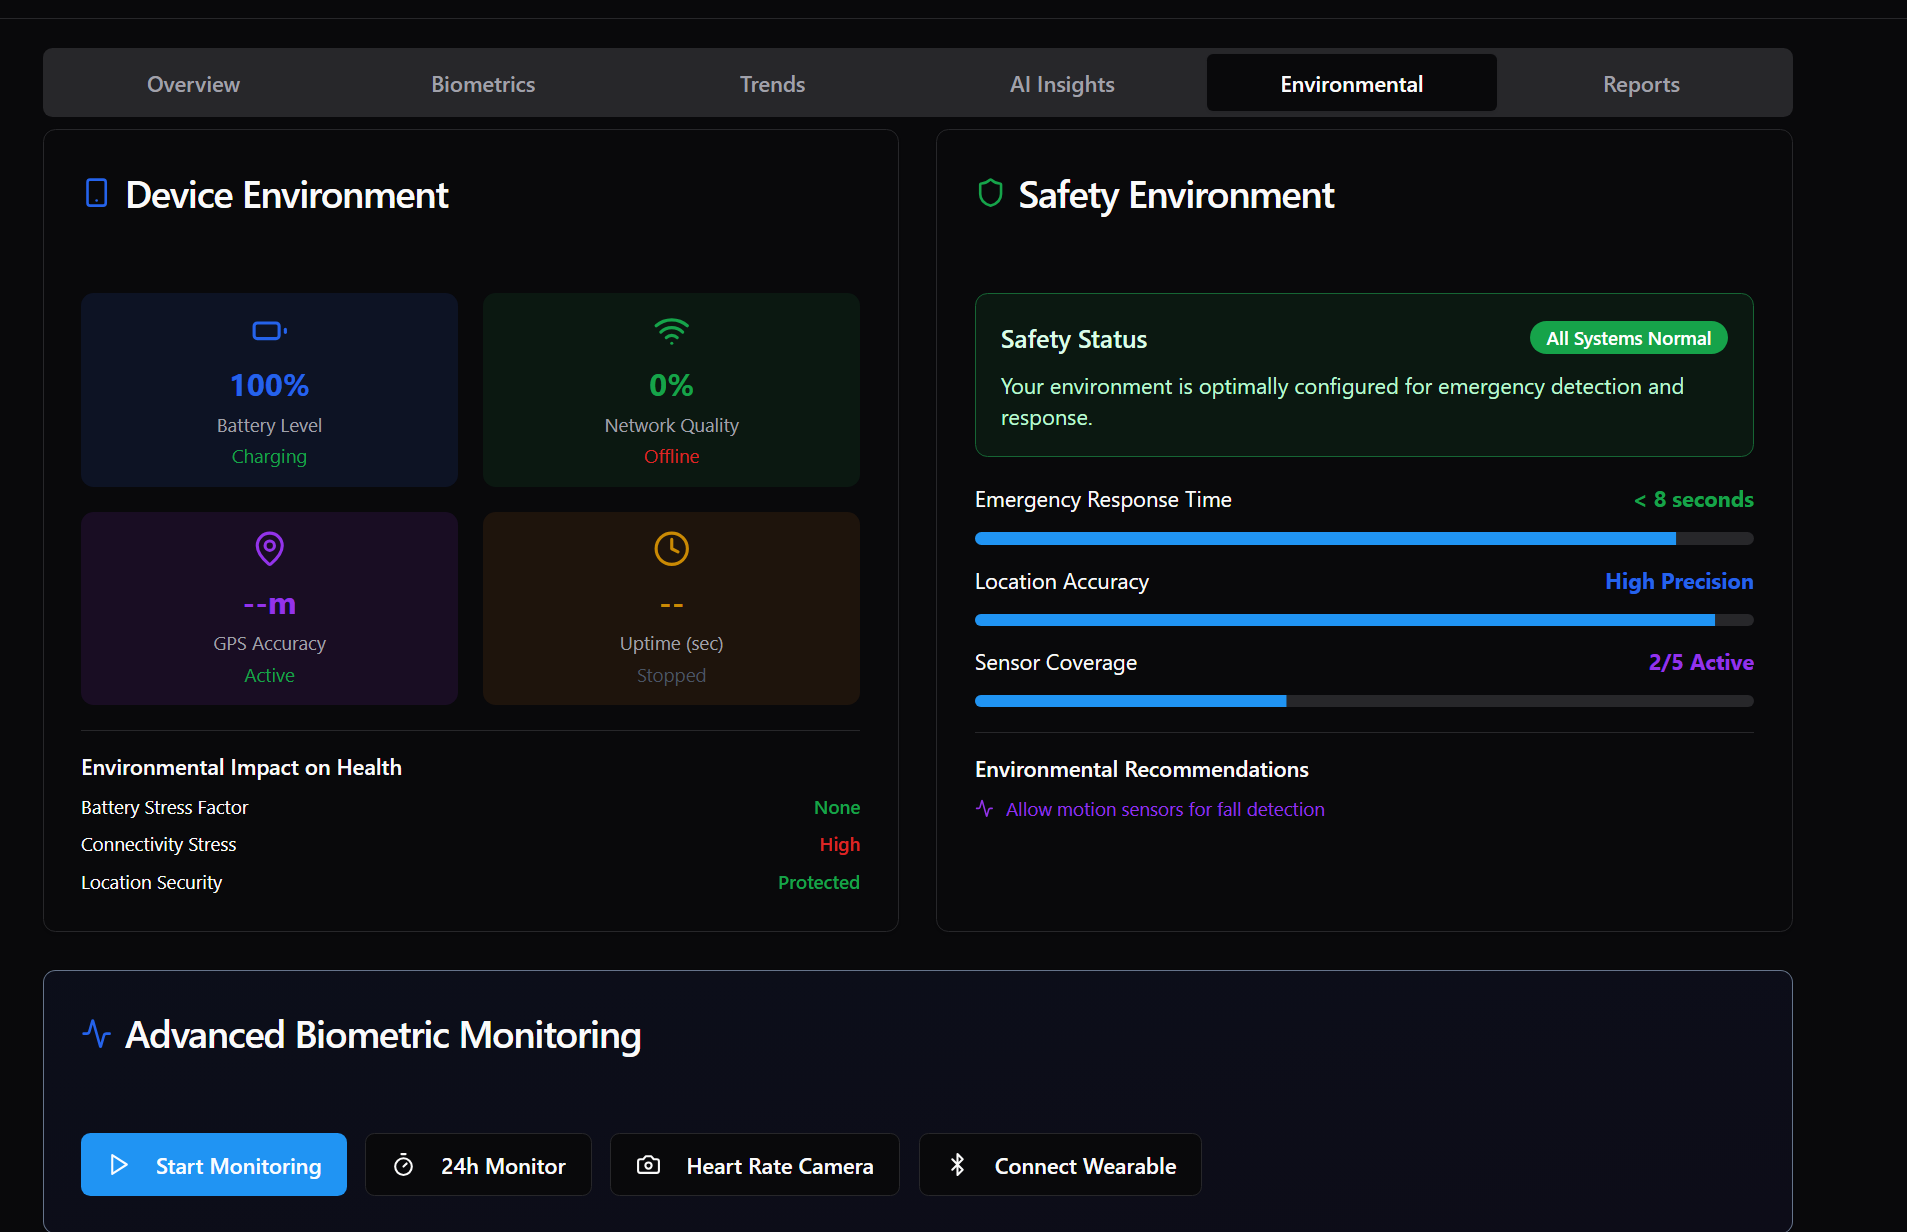 Overview
Biometrics
Trends
AI Insights
Environmental
Reports
Device Environment
100%
Battery Level
Charging
0%
Network Quality
Offline
--m
GPS Accuracy
Active
--
Uptime (sec)
Stopped
Environmental Impact on Health
Battery Stress Factor None
Connectivity Stress High
Location Security Protected
Safety Environment
Safety Status All Systems Normal
Your environment is optimally configured for emergency detection and
response.
Emergency Response Time < 8 seconds
Location Accuracy High Precision
Sensor Coverage 2/5 Active
Environmental Recommendations
Allow motion sensors for fall detection
Advanced Biometric Monitoring
Start Monitoring
24h Monitor
Heart Rate Camera
Connect Wearable